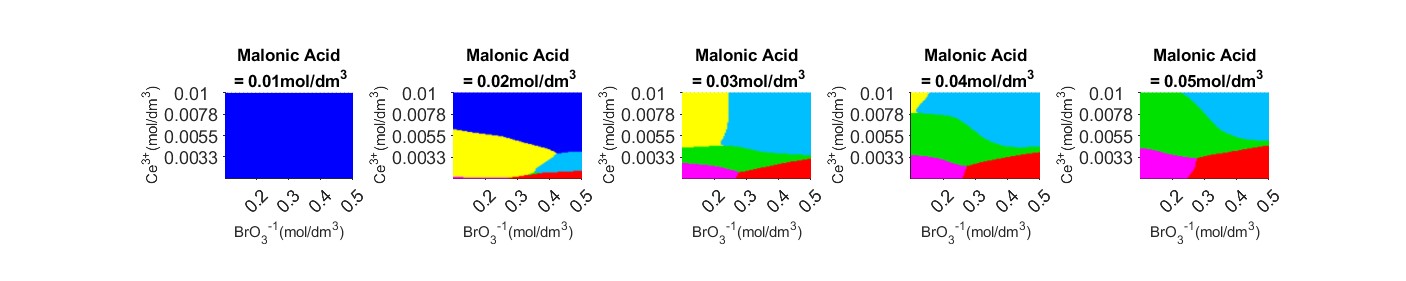 Malonic Acid
= 0.01mol/dm³
Ce³⁺(mol/dm³)
0.01
0.0078
0.0055
0.0033
0.2 0.3 0.4 0.5
BrO₃⁻¹(mol/dm³)
Malonic Acid
= 0.02mol/dm³
Ce³⁺(mol/dm³)
0.01
0.0078
0.0055
0.0033
0.2 0.3 0.4 0.5
BrO₃⁻¹(mol/dm³)
Malonic Acid
= 0.03mol/dm³
Ce³⁺(mol/dm³)
0.01
0.0078
0.0055
0.0033
0.2 0.3 0.4 0.5
BrO₃⁻¹(mol/dm³)
Malonic Acid
= 0.04mol/dm³
Ce³⁺(mol/dm³)
0.01
0.0078
0.0055
0.0033
0.2 0.3 0.4 0.5
BrO₃⁻¹(mol/dm³)
Malonic Acid
= 0.05mol/dm³
Ce³⁺(mol/dm³)
0.01
0.0078
0.0055
0.0033
0.2 0.3 0.4 0.5
BrO₃⁻¹(mol/dm³)